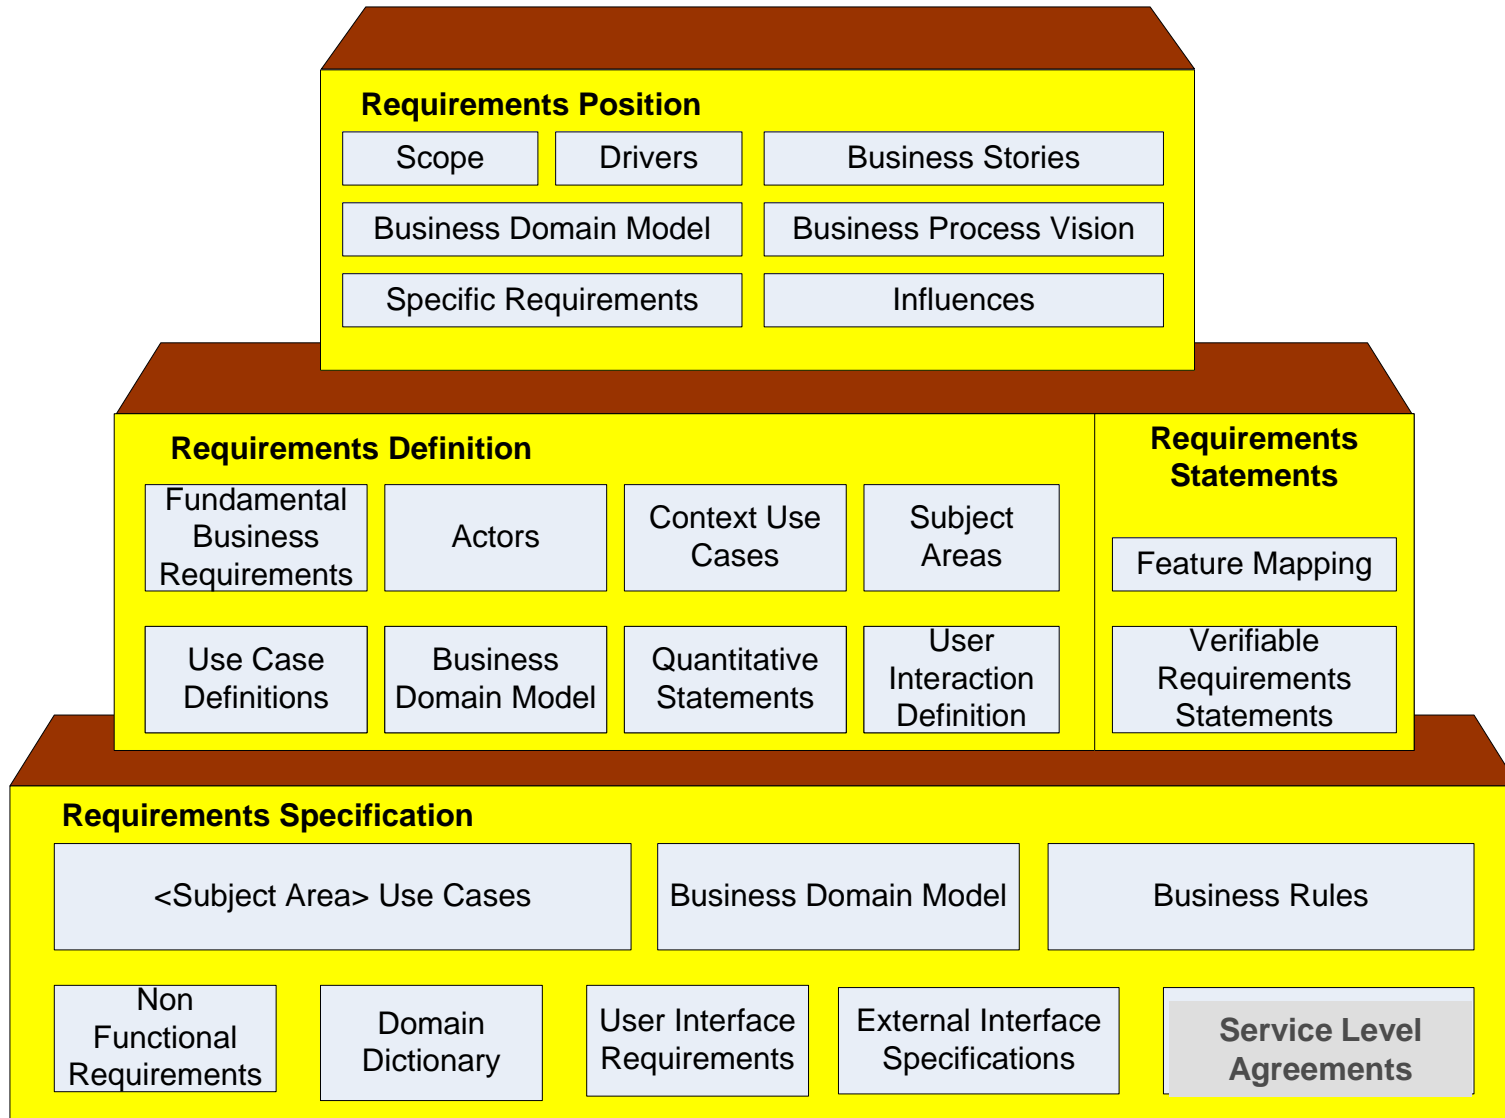 Requirements Position
Scope
Drivers
Business Stories
Business Domain Model
Business Process Vision
Specific Requirements
Influences
Requirements Definition
Fundamental
Business
Requirements
Actors
Context Use
Cases
Subject
Areas
Use Case
Definitions
Business
Domain Model
Quantitative
Statements
User
Interaction
Definition
Requirements
Statements
Feature Mapping
Verifiable
Requirements
Statements
Requirements Specification
<Subject Area> Use Cases
Business Domain Model
Business Rules
Non
Functional
Requirements
Domain
Dictionary
User Interface
Requirements
External Interface
Specifications
Service Level
Agreements